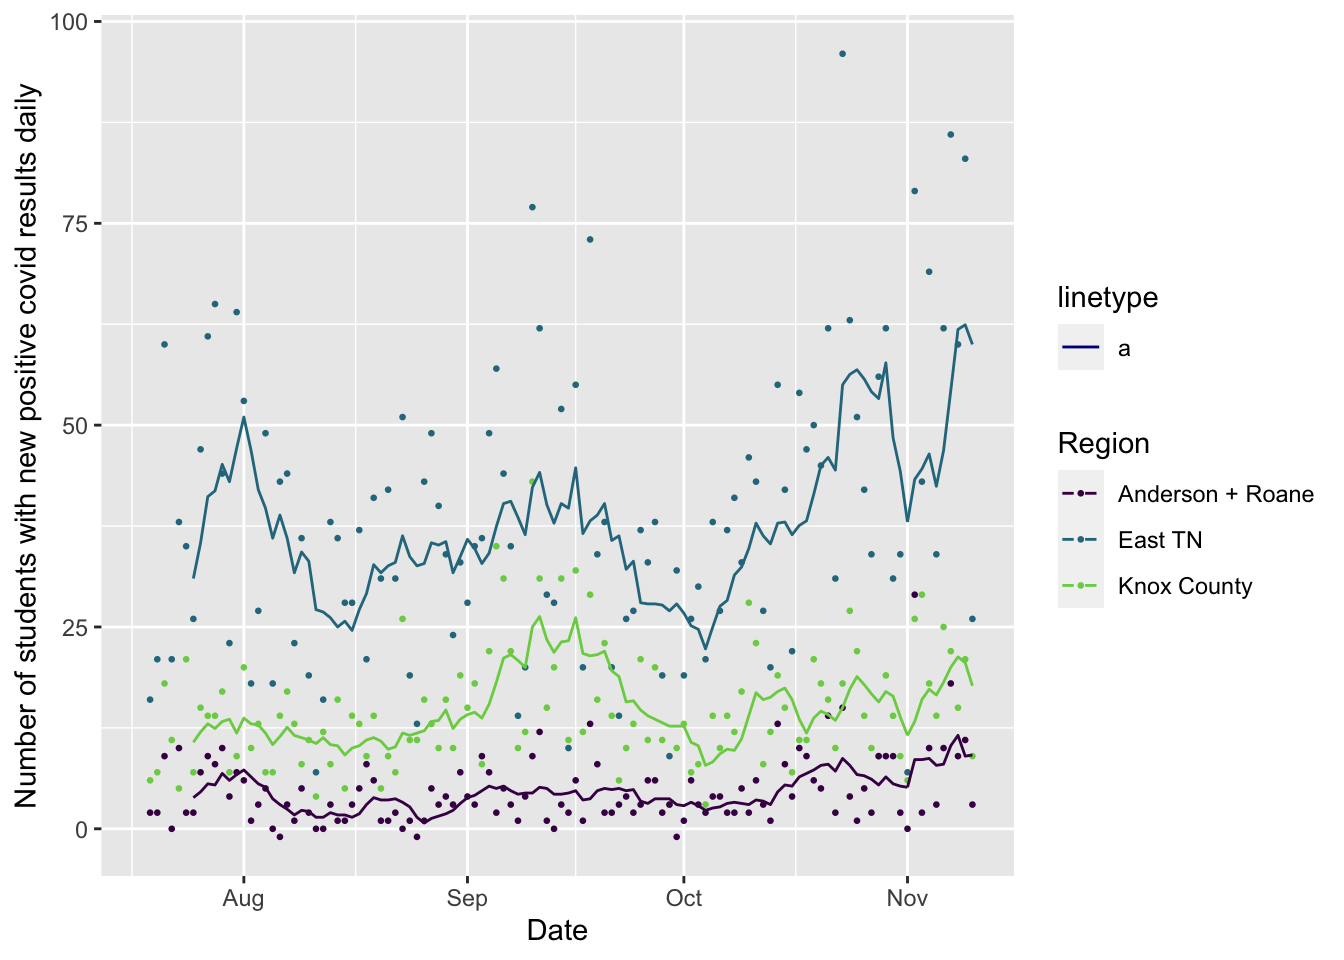 Number of students with new positive covid results daily
100
75
50
25
0
Aug
Sep
Oct
Nov
Date
linetype
a
Region
Anderson + Roane
East TN
Knox County